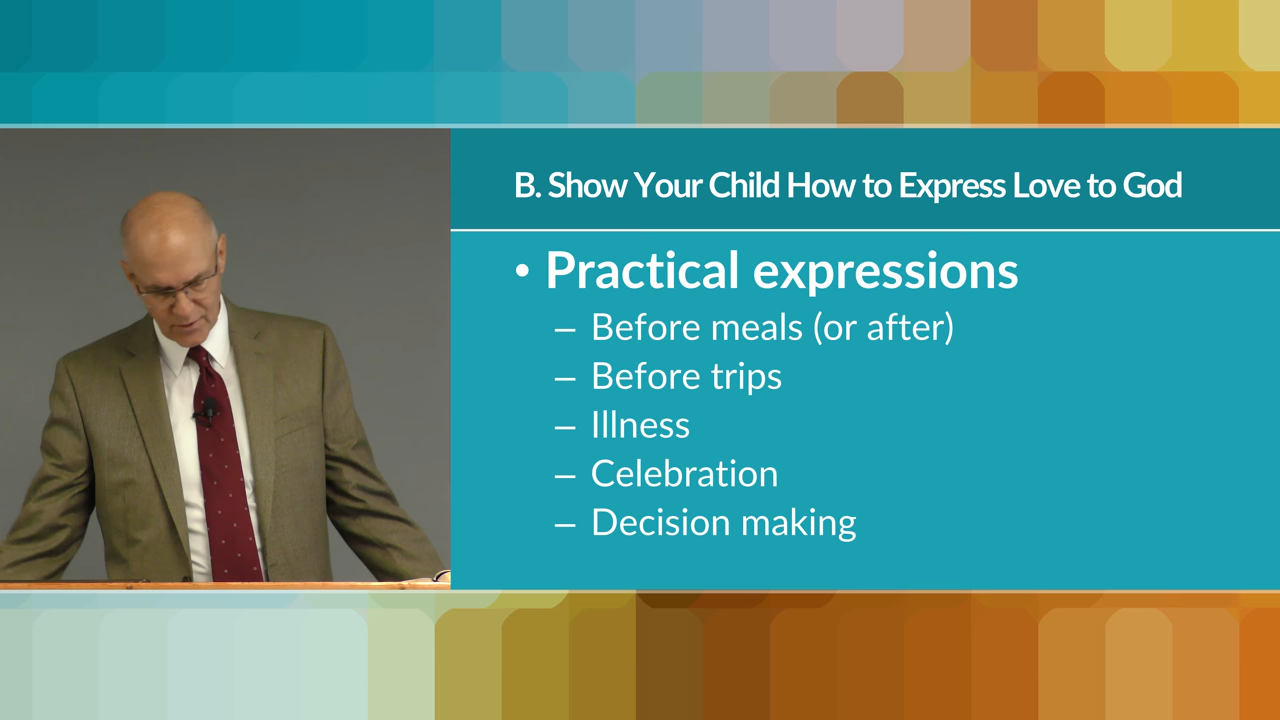 B. Show Your Child How to Express Love to God
• Practical expressions
– Before meals (or after)
– Before trips
– Illness
– Celebration
– Decision making